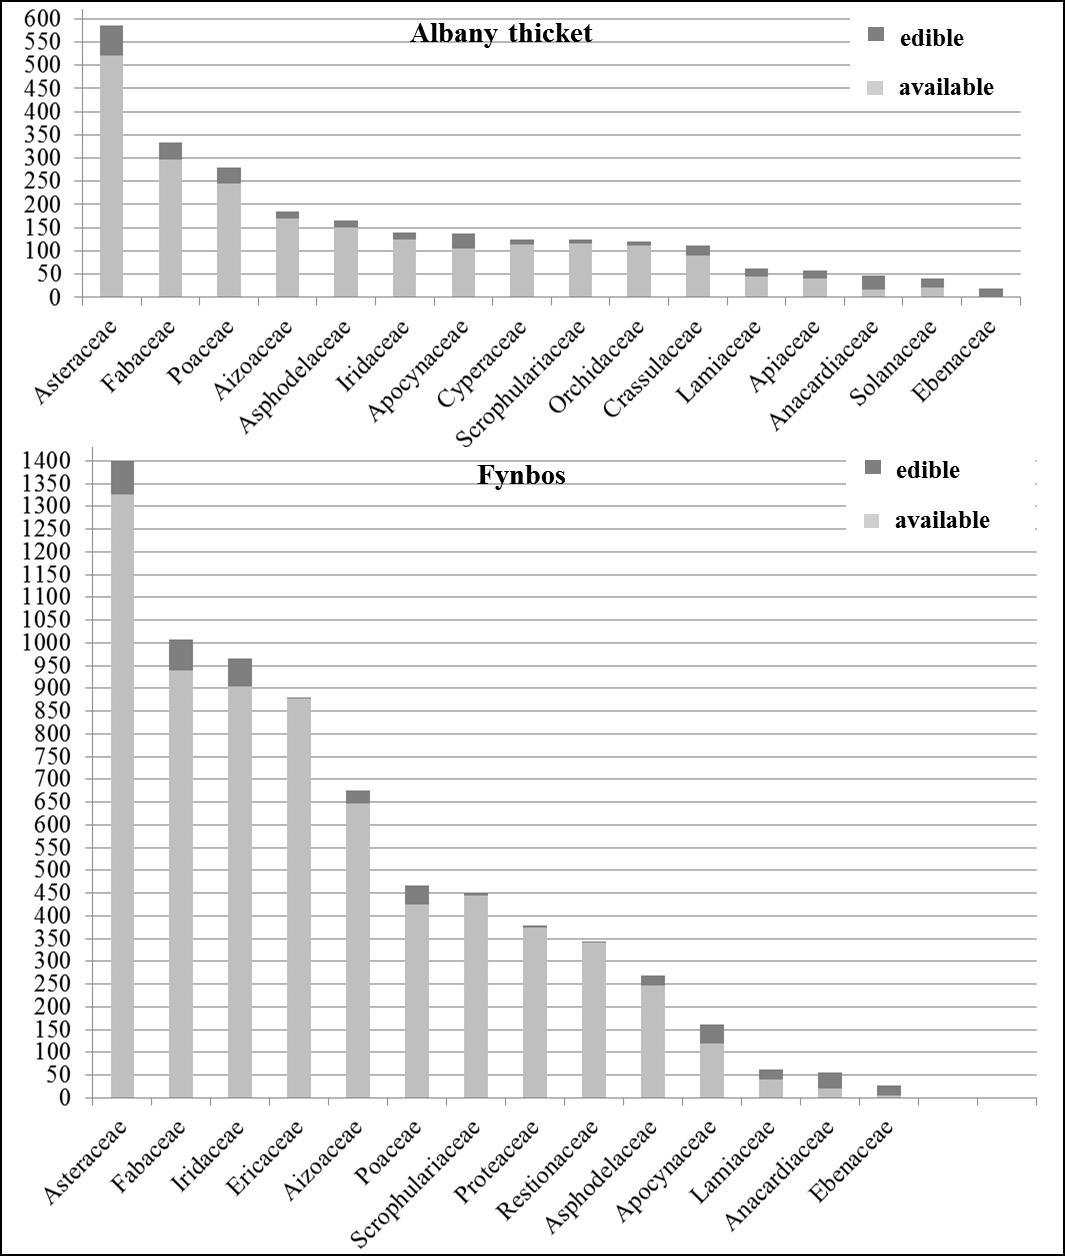 Albany thicket
edible
available
600
550
500
450
400
350
300
250
200
150
100
50
0
Asteraceae
Fabaceae
Poaceae
Aizoaceae
Asphodelaceae
Iridaceae
Apocynaceae
Cyperaceae
Scrophulariaceae
Orchidaceae
Crassulaceae
Lamiaceae
Apiaceae
Anacardiaceae
Solanaceae
Ebenaceae
Fynbos
edible
available
1400
1350
1300
1250
1200
1150
1100
1050
1000
950
900
850
800
750
700
650
600
550
500
450
400
350
300
250
200
150
100
50
0
Asteraceae
Fabaceae
Iridaceae
Ericaceae
Aizoaceae
Poaceae
Scrophulariaceae
Proteaceae
Restionaceae
Asphodelaceae
Apocynaceae
Lamiaceae
Anacardiaceae
Ebenaceae